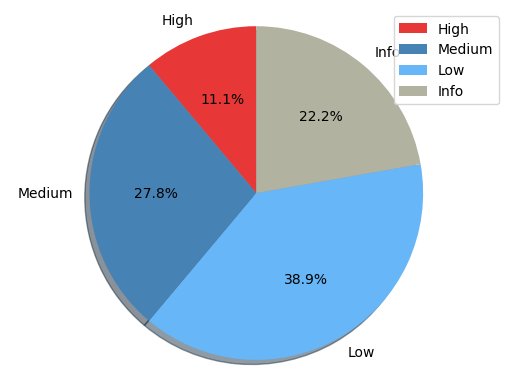 High
Info
High
Medium
Low
Info
11.1%
22.2%
Medium
27.8%
38.9%
Low